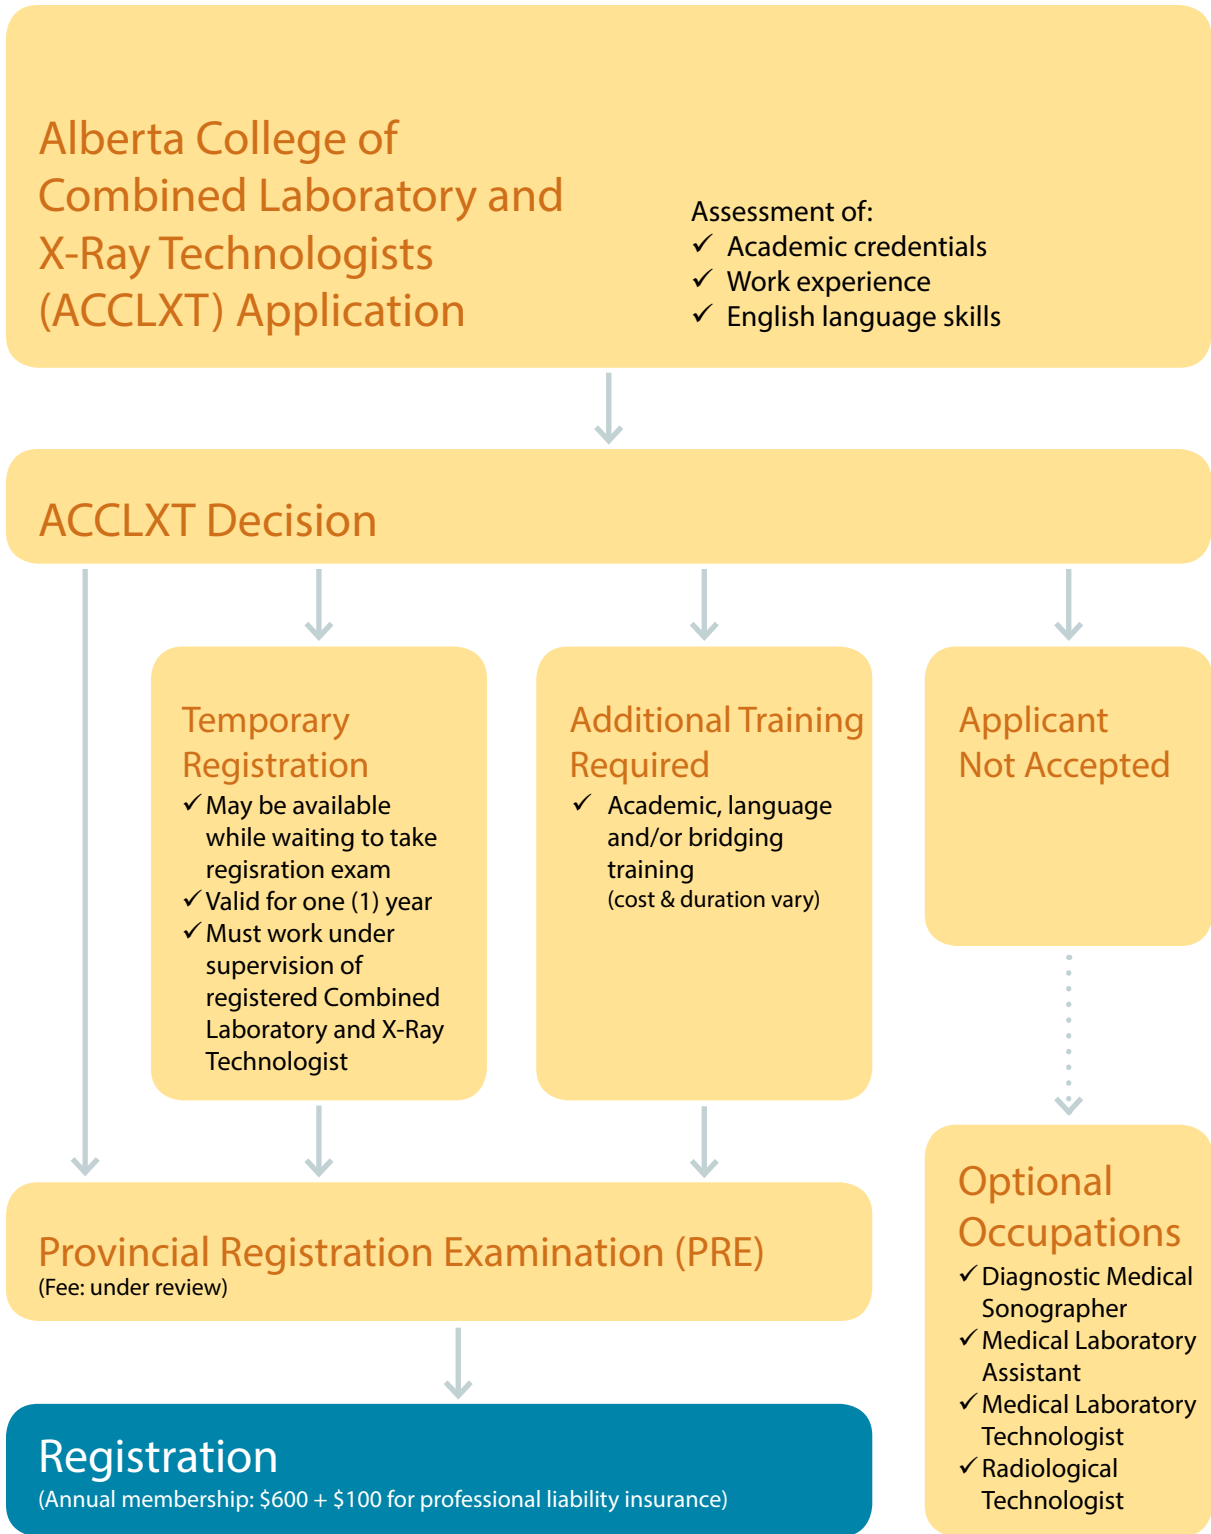 Alberta College of
Combined Laboratory and
X-Ray Technologists
(ACCLXT) Application
Assessment of:
✓ Academic credentials
✓ Work experience
✓ English language skills
ACCLXT Decision
Temporary
Registration
✓ May be available
while waiting to take
regisration exam
✓ Valid for one (1) year
✓ Must work under
supervision of
registered Combined
Laboratory and X-Ray
Technologist
Additional Training
Required
✓ Academic, language
and/or bridging
training
(cost & duration vary)
Applicant
Not Accepted
Provincial Registration Examination (PRE)
(Fee: under review)
Optional
Occupations
✓ Diagnostic Medical
Sonographer
✓ Medical Laboratory
Assistant
✓ Medical Laboratory
Technologist
✓ Radiological
Technologist
Registration
(Annual membership: $600 + $100 for professional liability insurance)